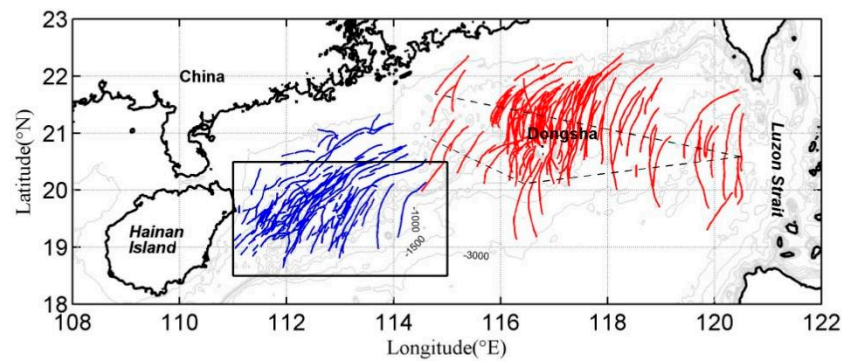 23
22
21
20
19
18
Latitude(°N)
China
Dongsha
Hainan
Island
Luzon Strait
-1000
-1500
-3000
108
110
112
114
116
118
120
122
Longitude(°E)